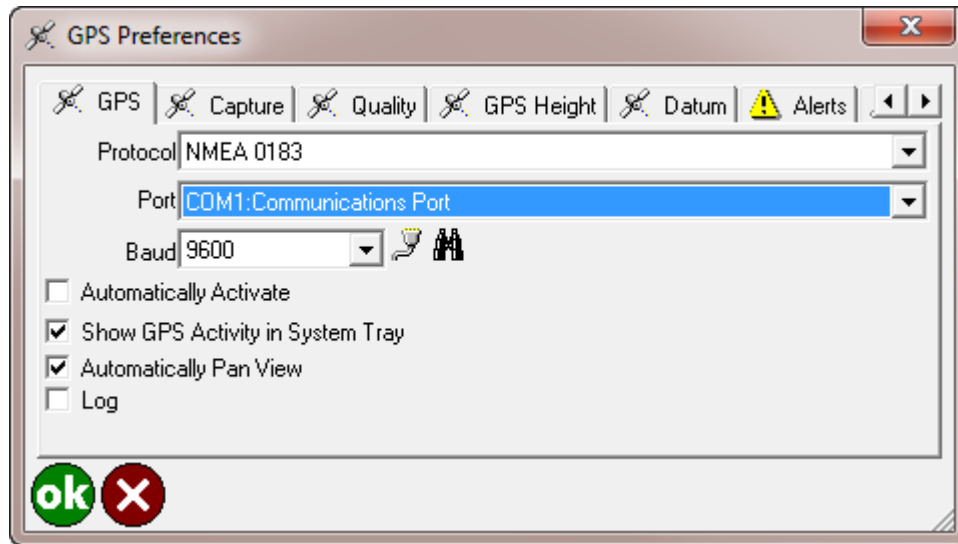 GPS Preferences
GPS Capture Quality GPS Height Datum Alerts
Protocol NMEA 0183
Port COM1:Communications Port
Baud 9600
Automatically Activate
Show GPS Activity in System Tray
Automatically Pan View
Log
ok